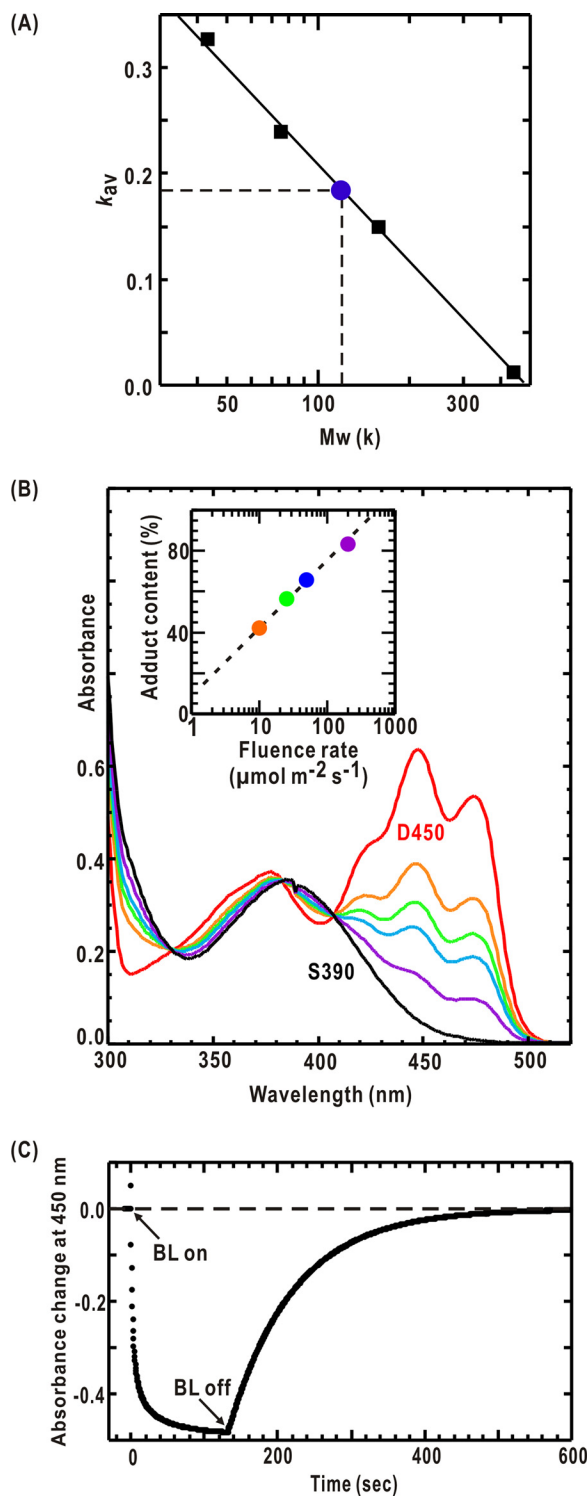 (A)
0.3
0.2
0.1
0.0
kav
50 100 300
Mw (k)
(B)
Absorbance
0.6
0.4
0.2
0.0
Adduct content (%)
80
40
0
1 10 100 1000
Fluence rate
(µmol m-2 s-1)
D450
S390
300 350 400 450 500
Wavelength (nm)
(C)
Absorbance change at 450 nm
0.0
-0.2
-0.4
BL on
BL off
0 200 400 600
Time (sec)